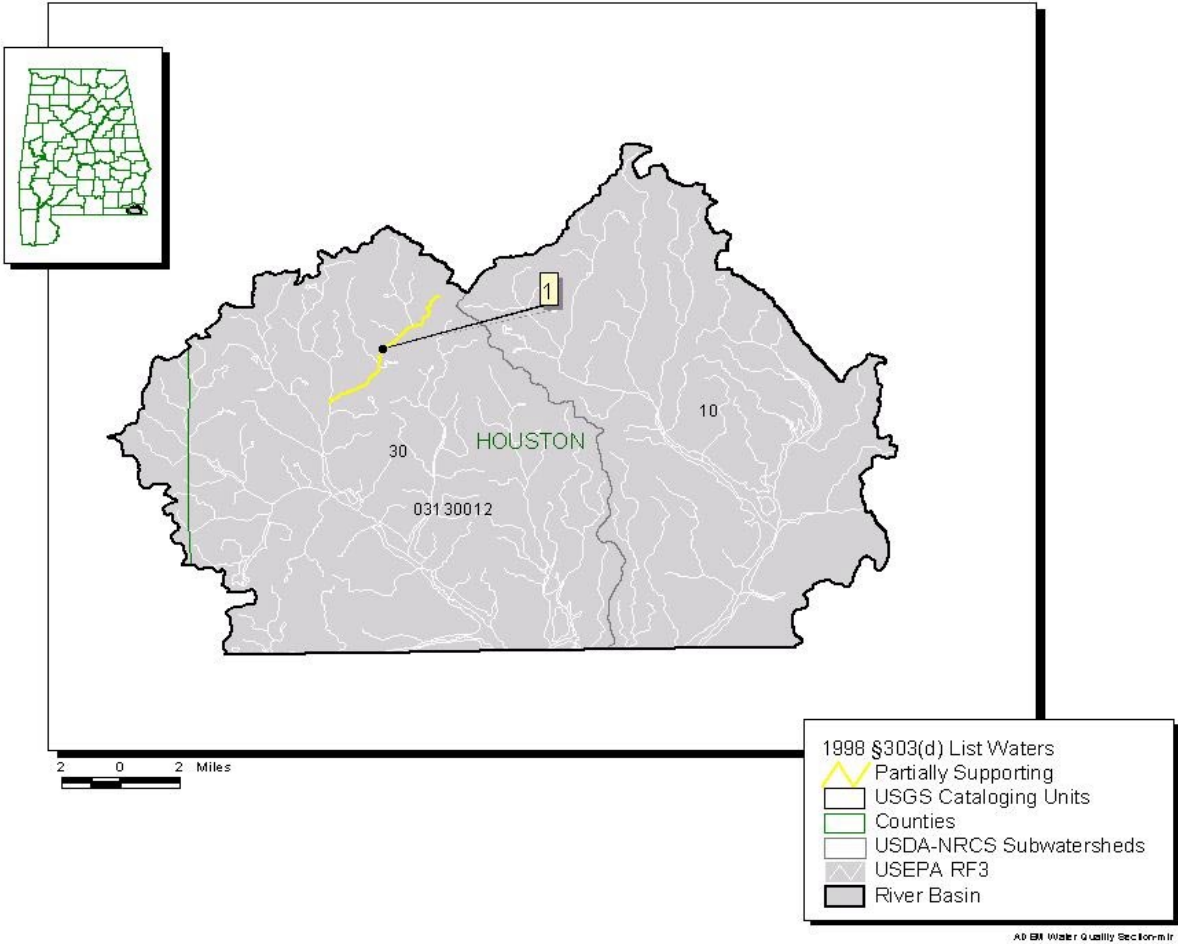 1
10
30
HOUSTON
03130012
2 0 2 Miles
1998 §303(d) List Waters
Partially Supporting
USGS Cataloging Units
Counties
USDA-NRCS Subwatersheds
USEPA RF3
River Basin
ADEM Water Quality Section-mlr